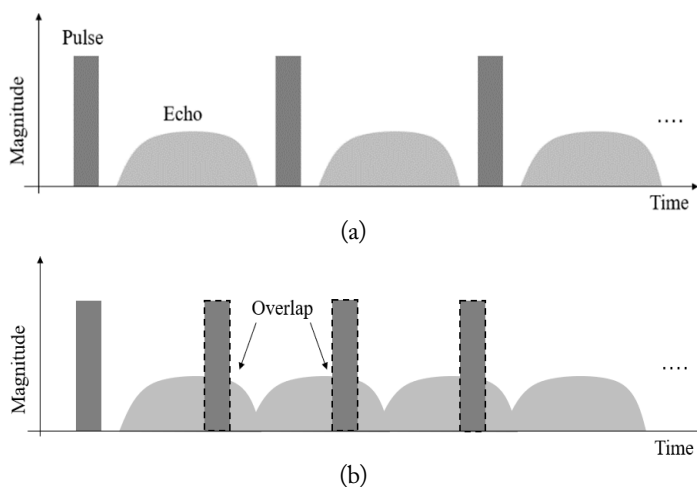 Pulse
Echo
....
Magnitude
Time
(a)
Overlap
....
Magnitude
Time
(b)